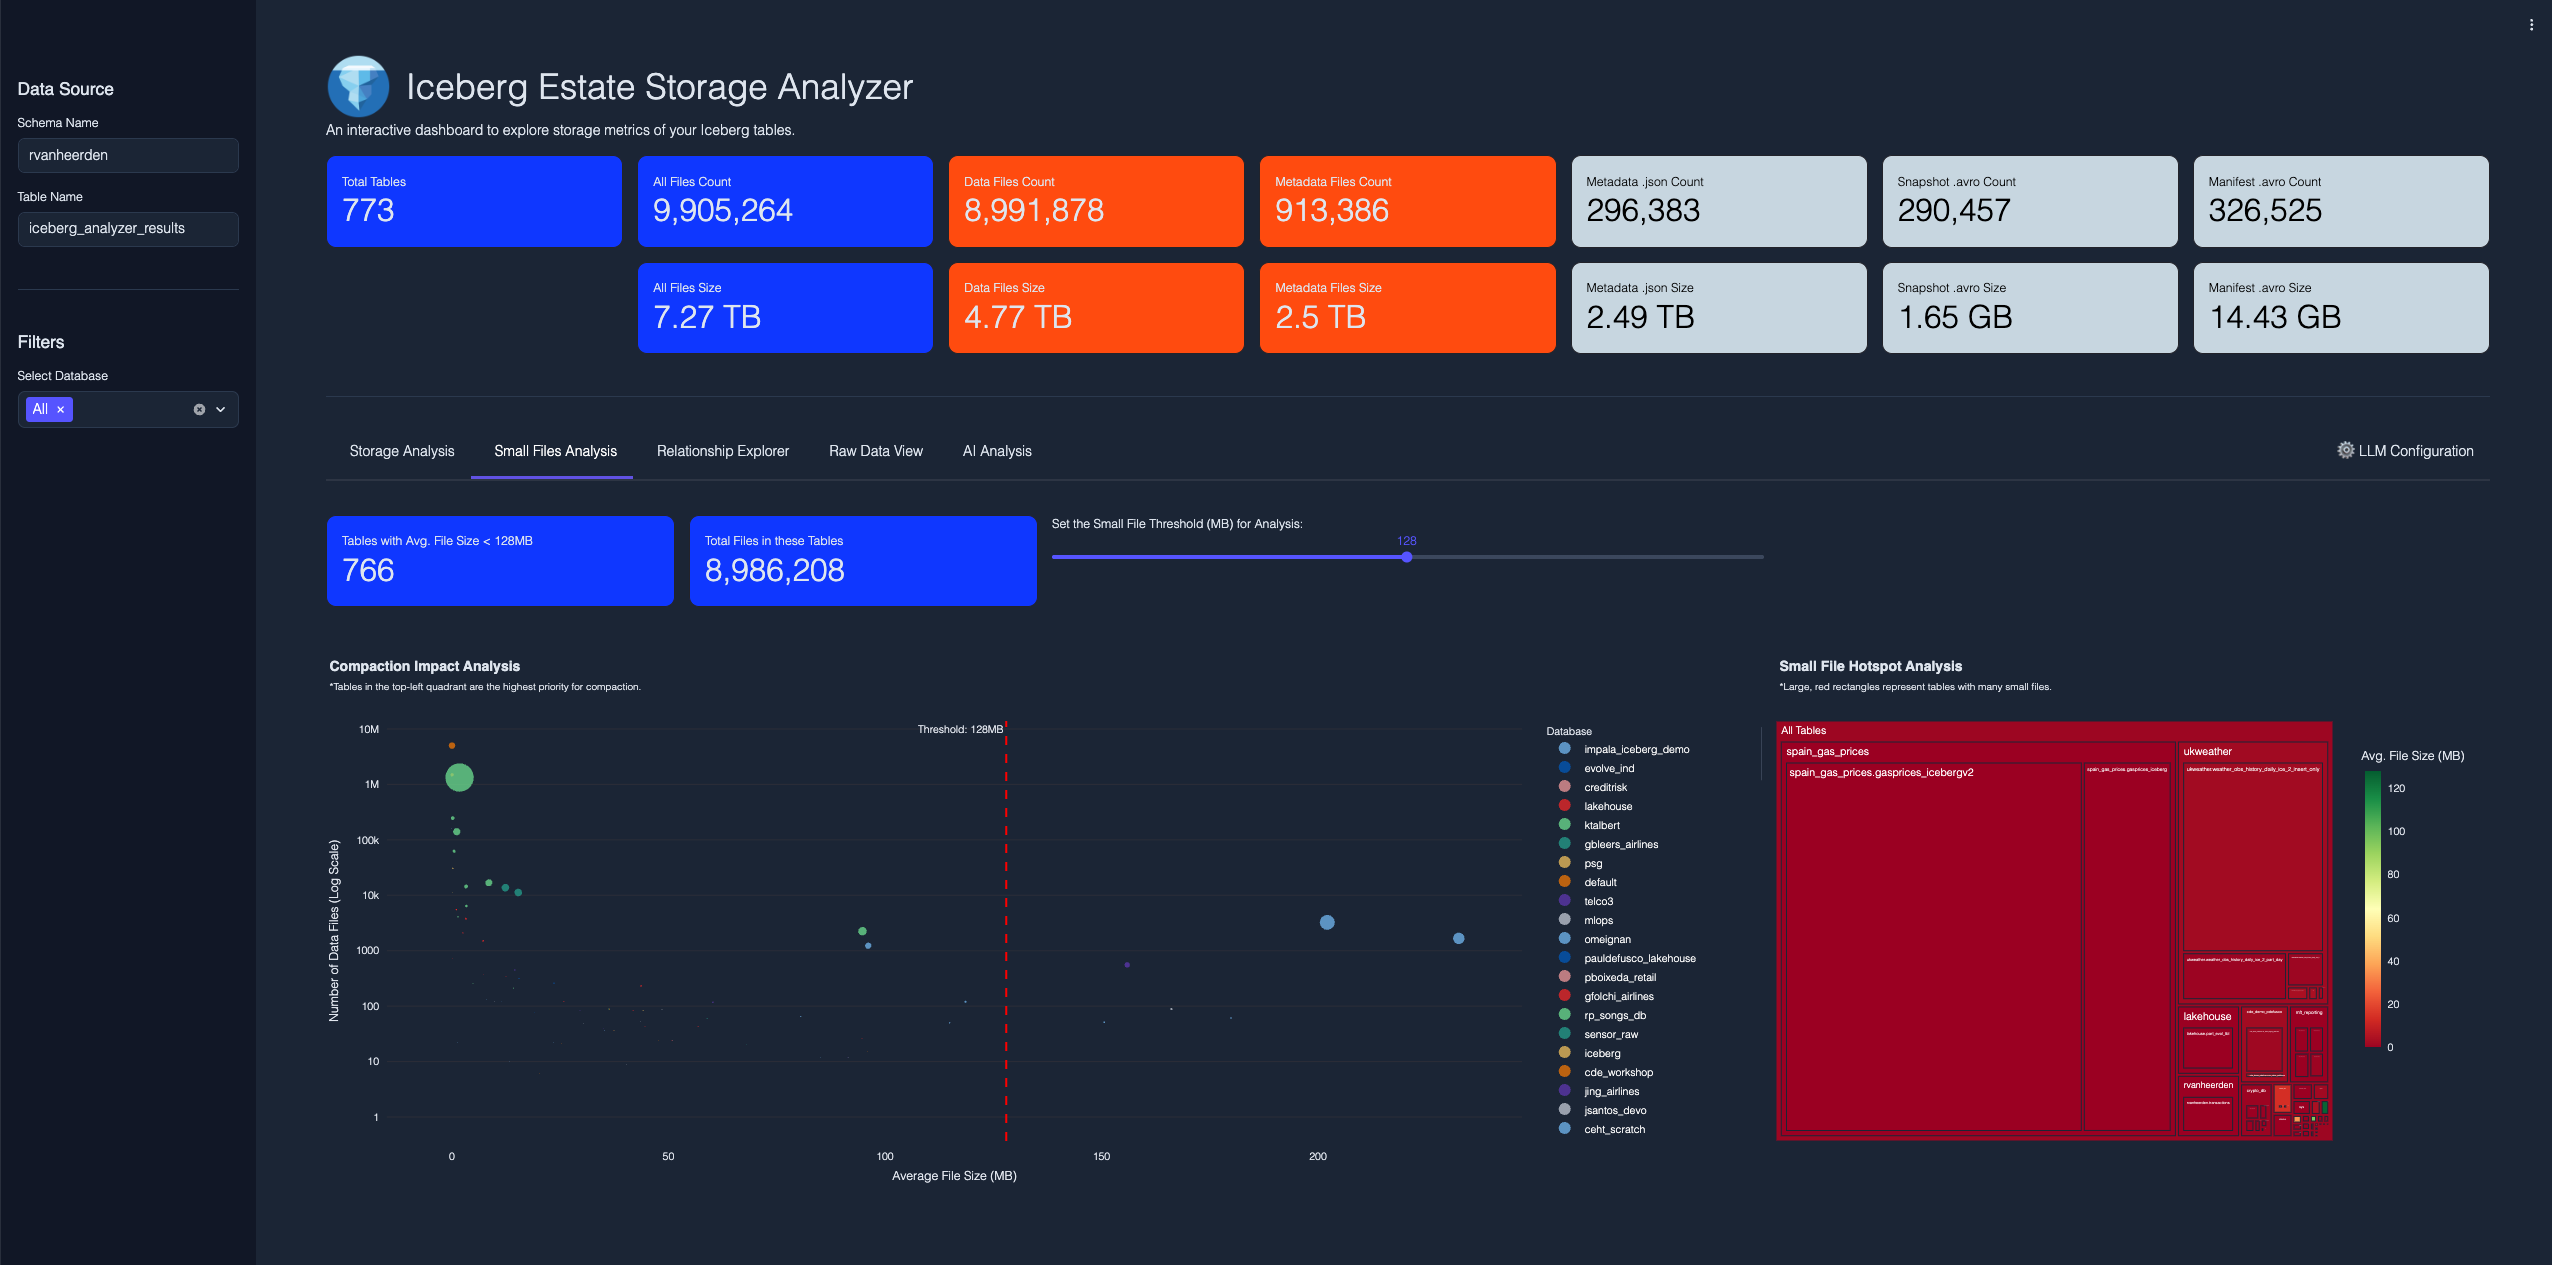 Data Source
Schema Name
rvanheerden
Table Name
iceberg_analyzer_results
Filters
Select Database
All ×
Iceberg Estate Storage Analyzer
An interactive dashboard to explore storage metrics of your Iceberg tables.
Total Tables
773
All Files Count
9,905,264
Data Files Count
8,991,878
Metadata Files Count
913,386
Metadata .json Count
296,383
Snapshot .avro Count
290,457
Manifest .avro Count
326,525
All Files Size
7.27 TB
Data Files Size
4.77 TB
Metadata Files Size
2.5 TB
Metadata .json Size
2.49 TB
Snapshot .avro Size
1.65 GB
Manifest .avro Size
14.43 GB
Storage Analysis
Small Files Analysis
Relationship Explorer
Raw Data View
AI Analysis
LLM Configuration
Tables with Avg. File Size < 128MB
766
Total Files in these Tables
8,986,208
Set the Small File Threshold (MB) for Analysis:
128
Compaction Impact Analysis
*Tables in the top-left quadrant are the highest priority for compaction.
Number of Data Files (Log Scale)
10M
1M
100k
10k
1000
100
10
1
Threshold: 128MB
0
50
100
150
200
Average File Size (MB)
Database
impala_iceberg_demo
evolve_ind
creditrisk
lakehouse
ktalbert
gbleers_airlines
psg
default
telco3
mlops
omeignan
pauldefusco_lakehouse
pboixeda_retail
gfolchi_airlines
rp_songs_db
sensor_raw
iceberg
cde_workshop
jing_airlines
jsantos_devo
ceht_scratch
Small File Hotspot Analysis
*Large, red rectangles represent tables with many small files.
All Tables
spain_gas_prices
spain_gas_prices.gasprices_icebergv2
spain_gas_prices.gasprices_iceberg
ukweather
ukweather.weather_obs_history_daily_ice_2_insert_only
ukweather.weather_obs_history_daily_ice_2_part_day
lakehouse
rvanheerden
rvanheerden.transactions
crypto_db
Avg. File Size (MB)
120
100
80
60
40
20
0